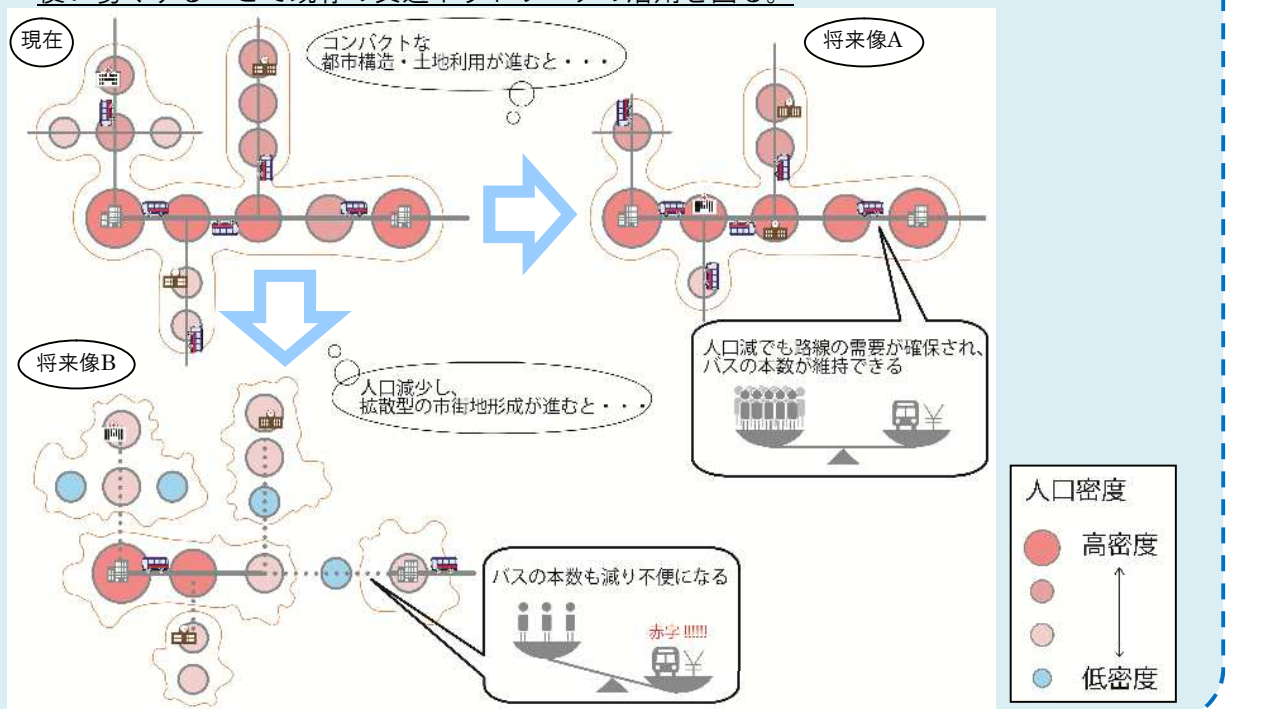 現在
コンパクトな
都市構造・土地利用が進むと・・・
将来像A
人口減でも路線の需要が確保され、
バスの本数が維持できる
¥
将来像B
人口減少し、
拡散型の市街地形成が進むと・・・
バスの本数も減り不便になる
赤字!!!!!!
¥
人口密度
高密度
低密度